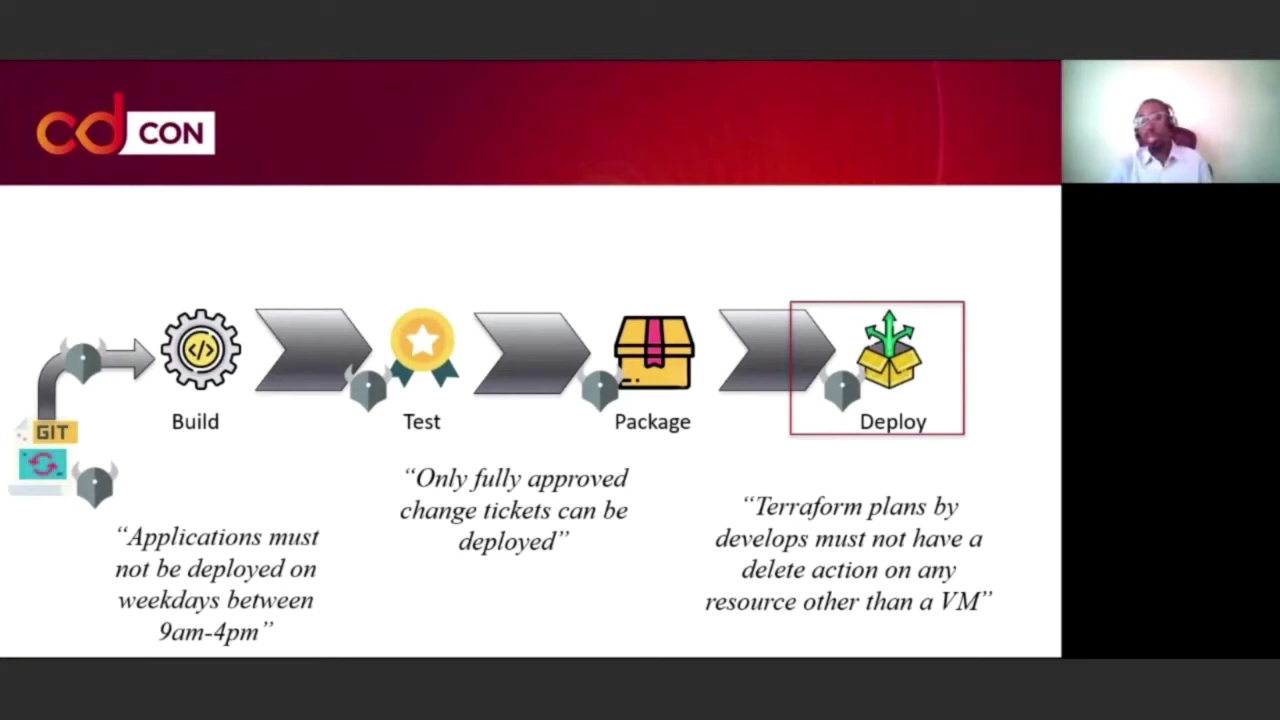 cd CON
GIT
Build
Test
Package
Deploy
“Applications must
not be deployed on
weekdays between
9am-4pm”
“Only fully approved
change tickets can be
deployed”
“Terraform plans by
develops must not have a
delete action on any
resource other than a VM”